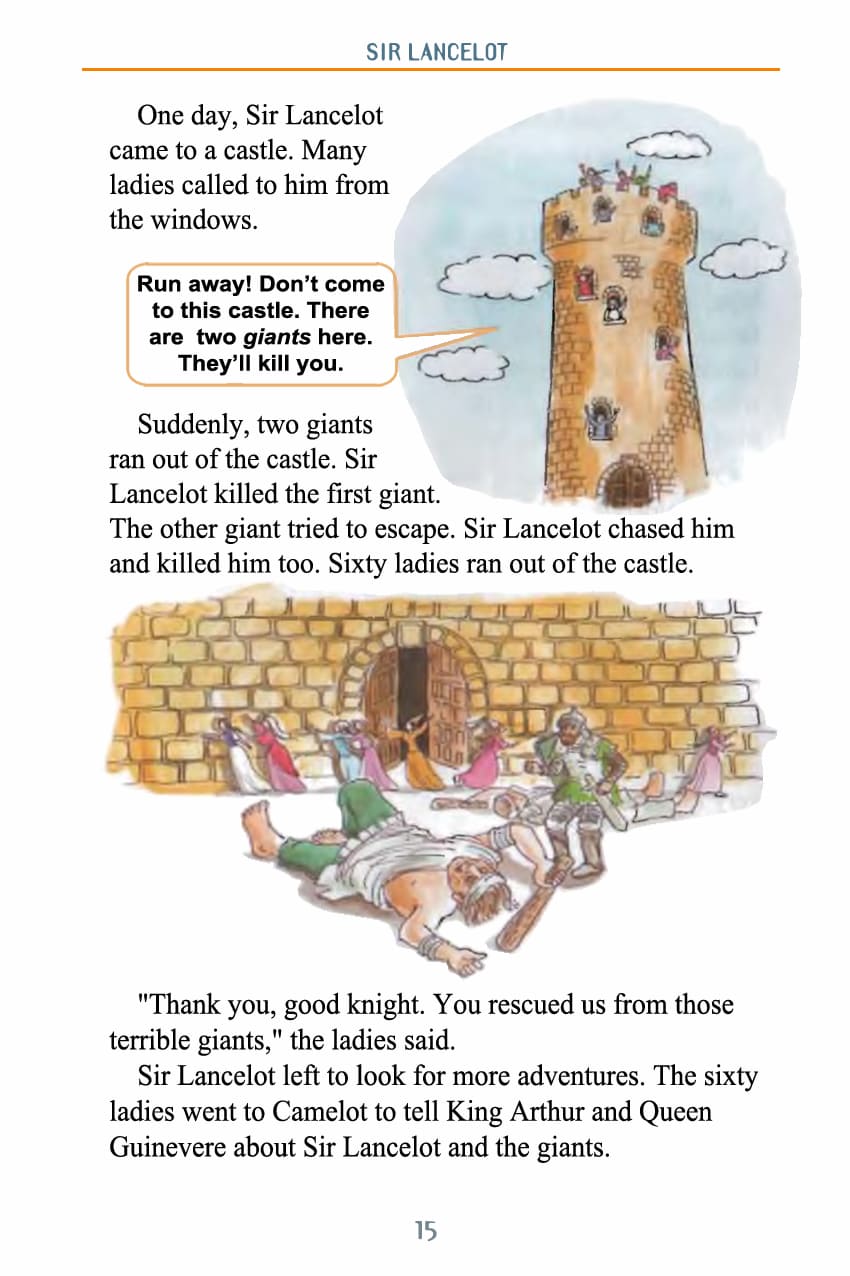 SIR LANCELOT
One day, Sir Lancelot
came to a castle. Many
ladies called to him from
the windows.
Run away! Don't come
to this castle. There
are two giants here.
They'll kill you.
Suddenly, two giants
ran out of the castle. Sir
Lancelot killed the first giant.
The other giant tried to escape. Sir Lancelot chased him
and killed him too. Sixty ladies ran out of the castle.
"Thank you, good knight. You rescued us from those
terrible giants," the ladies said.
Sir Lancelot left to look for more adventures. The sixty
ladies went to Camelot to tell King Arthur and Queen
Guinevere about Sir Lancelot and the giants.
15